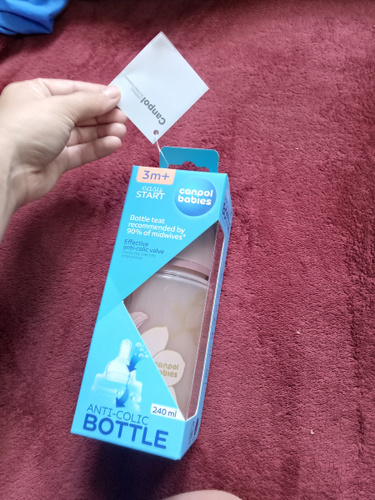 Canpol
3m+
easy
START
canpol
babies
Bottle teat
recommended by
90% of midwives*
Effective
anti-colic valve
canpol
babies
240 ml
ANTI-COLIC
BOTTLE